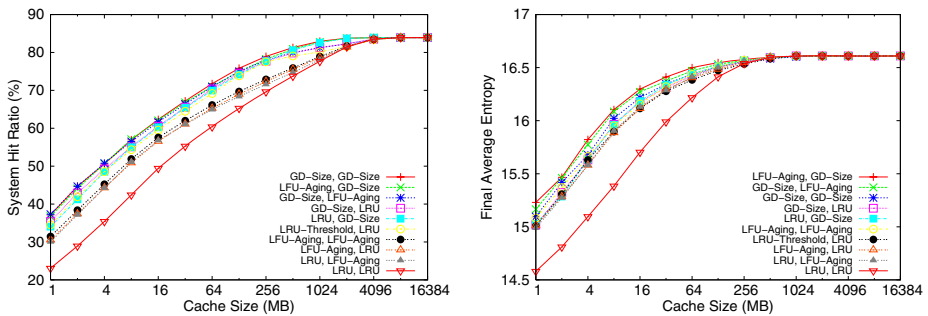 System Hit Ratio (%)
90
80
70
60
50
40
30
20
GD-Size, GD-Size
LFU-Aging, GD-Size
GD-Size, LFU-Aging
GD-Size, LRU
LRU, GD-Size
LRU-Threshold, LRU
LFU-Aging, LFU-Aging
LFU-Aging, LRU
LRU, LFU-Aging
LRU, LRU
1 4 16 64 256 1024 4096 16384
Cache Size (MB)
Final Average Entropy
17
16.5
16
15.5
15
14.5
LFU-Aging, GD-Size
GD-Size, LFU-Aging
GD-Size, GD-Size
GD-Size, LRU
LRU, GD-Size
LFU-Aging, LFU-Aging
LRU-Threshold, LRU
LFU-Aging, LRU
LRU, LFU-Aging
LRU, LRU
1 4 16 64 256 1024 4096 16384
Cache Size (MB)